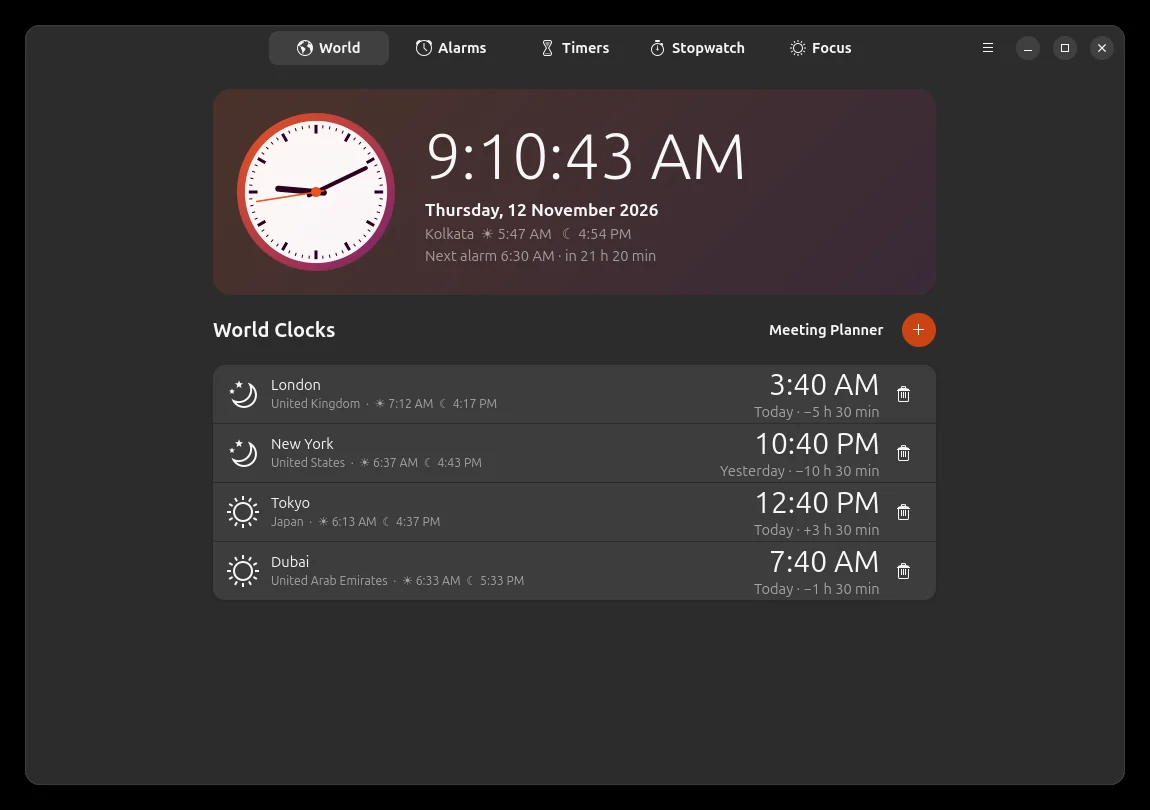 World Alarms Timers Stopwatch Focus
9:10:43 AM
Thursday, 12 November 2026
Kolkata ☀ 5:47 AM ☾ 4:54 PM
Next alarm 6:30 AM · in 21 h 20 min
World Clocks Meeting Planner
London
United Kingdom · ☀ 7:12 AM ☾ 4:17 PM
3:40 AM
Today · −5 h 30 min
New York
United States · ☀ 6:37 AM ☾ 4:43 PM
10:40 PM
Yesterday · −10 h 30 min
Tokyo
Japan · ☀ 6:13 AM ☾ 4:37 PM
12:40 PM
Today · +3 h 30 min
Dubai
United Arab Emirates · ☀ 6:33 AM ☾ 5:33 PM
7:40 AM
Today · −1 h 30 min